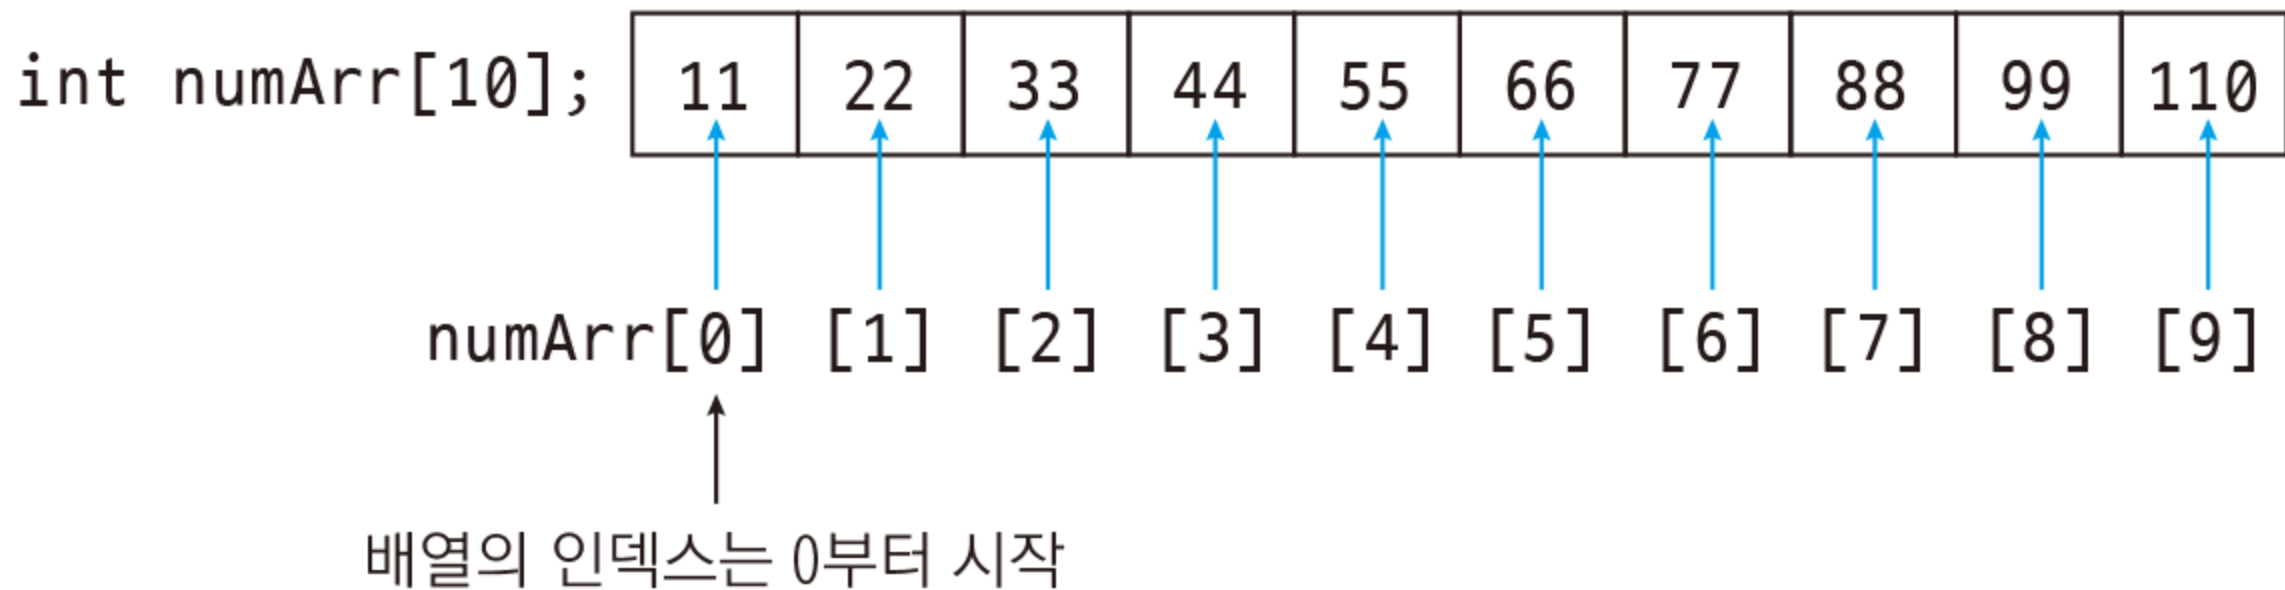 int numArr[10]; 11 22 33 44 55 66 77 88 99 110
numArr[0] [1] [2] [3] [4] [5] [6] [7] [8] [9]
배열의 인덱스는 0부터 시작